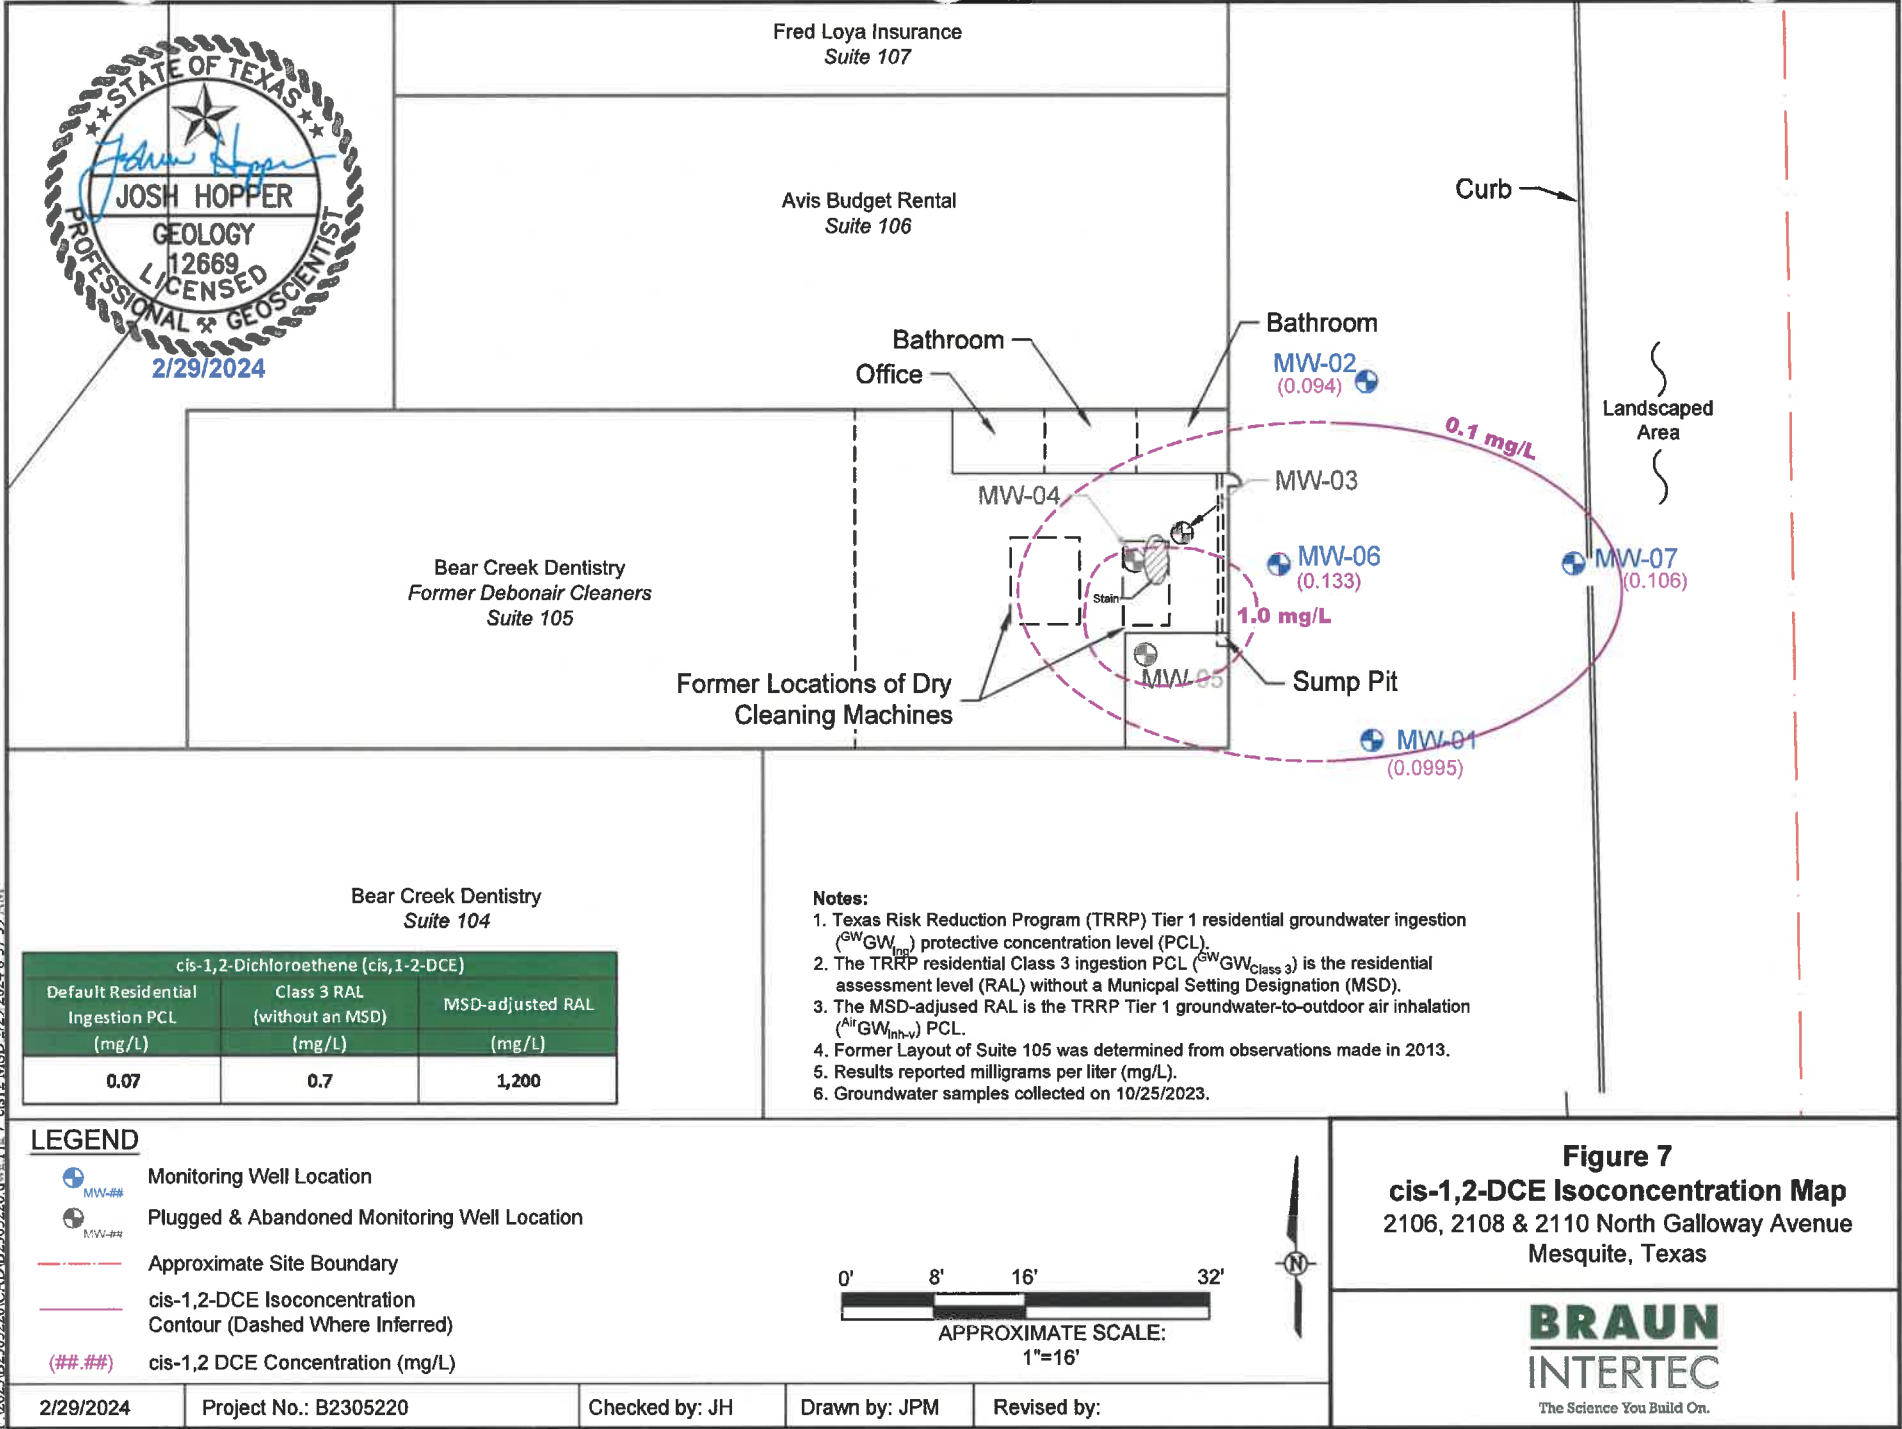 Fred Loya Insurance
Suite 107
STATE OF TEXAS
JOSH HOPPER
GEOLOGY
12669
LICENSED
PROFESSIONAL GEOSCIENTIST
2/29/2024
Avis Budget Rental
Suite 106
Curb
Bathroom
Bathroom
Office
MW-02
(0.094)
0.1 mg/L
Landscaped
Area
MW-03
MW-04
MW-06
(0.133)
MW-07
(0.106)
Stain
1.0 mg/L
Bear Creek Dentistry
Former Debonair Cleaners
Suite 105
MW-05
Former Locations of Dry
Cleaning Machines
Sump Pit
MW-01
(0.0995)
Bear Creek Dentistry
Suite 104
cis-1,2-Dichloroethene (cis,1-2-DCE)
Default Residential Ingestion PCL
Class 3 RAL (without an MSD)
MSD-adjusted RAL
(mg/L) (mg/L) (mg/L)
0.07 0.7 1,200
Notes:
1. Texas Risk Reduction Program (TRRP) Tier 1 residential groundwater ingestion
(GWGWIng) protective concentration level (PCL).
2. The TRRP residential Class 3 ingestion PCL (GWGWClass 3) is the residential
assessment level (RAL) without a Municpal Setting Designation (MSD).
3. The MSD-adjused RAL is the TRRP Tier 1 groundwater-to-outdoor air inhalation
(AirGWInh-v) PCL.
4. Former Layout of Suite 105 was determined from observations made in 2013.
5. Results reported milligrams per liter (mg/L).
6. Groundwater samples collected on 10/25/2023.
LEGEND
MW-##
Monitoring Well Location
MW-##
Plugged & Abandoned Monitoring Well Location
Approximate Site Boundary
cis-1,2-DCE Isoconcentration
Contour (Dashed Where Inferred)
(##.##) cis-1,2 DCE Concentration (mg/L)
0' 8' 16' 32'
APPROXIMATE SCALE:
1"=16'
N
Figure 7
cis-1,2-DCE Isoconcentration Map
2106, 2108 & 2110 North Galloway Avenue
Mesquite, Texas
BRAUN
INTERTEC
The Science You Build On.
2/29/2024
Project No.: B2305220
Checked by: JH
Drawn by: JPM
Revised by: